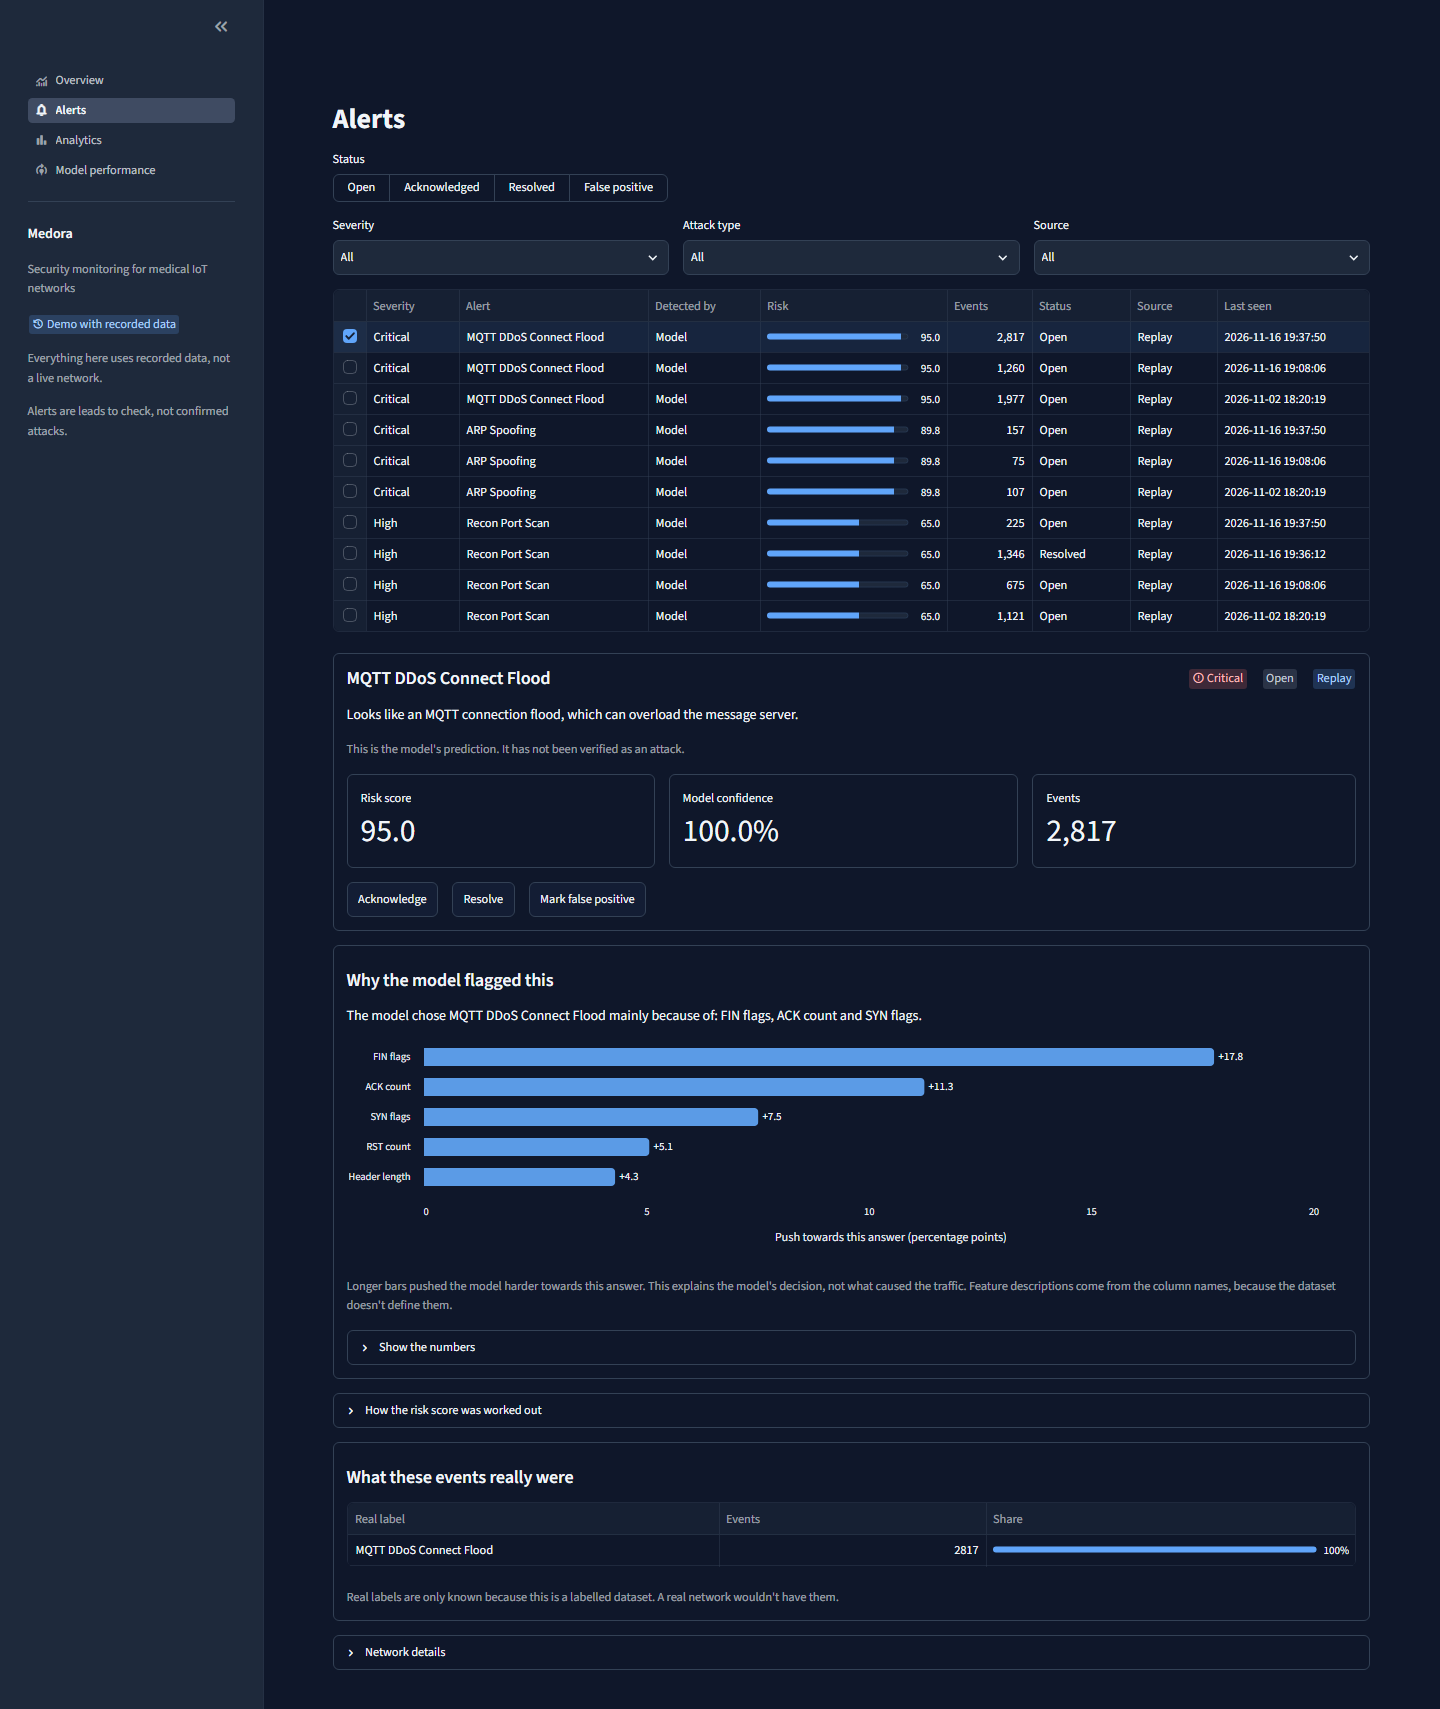 Overview
Alerts
Analytics
Model performance
Medora
Security monitoring for medical IoT
networks
Demo with recorded data
Everything here uses recorded data, not
a live network.
Alerts are leads to check, not confirmed
attacks.
Alerts
Status
Open Acknowledged Resolved False positive
Severity Attack type Source
All All All
Severity Alert Detected by Risk Events Status Source Last seen
Critical MQTT DDoS Connect Flood Model 95.0 2,817 Open Replay 2026-11-16 19:37:50
Critical MQTT DDoS Connect Flood Model 95.0 1,260 Open Replay 2026-11-16 19:08:06
Critical MQTT DDoS Connect Flood Model 95.0 1,977 Open Replay 2026-11-02 18:20:19
Critical ARP Spoofing Model 89.8 157 Open Replay 2026-11-16 19:37:50
Critical ARP Spoofing Model 89.8 75 Open Replay 2026-11-16 19:08:06
Critical ARP Spoofing Model 89.8 107 Open Replay 2026-11-02 18:20:19
High Recon Port Scan Model 65.0 225 Open Replay 2026-11-16 19:37:50
High Recon Port Scan Model 65.0 1,346 Resolved Replay 2026-11-16 19:36:12
High Recon Port Scan Model 65.0 675 Open Replay 2026-11-16 19:08:06
High Recon Port Scan Model 65.0 1,121 Open Replay 2026-11-02 18:20:19
MQTT DDoS Connect Flood Critical Open Replay
Looks like an MQTT connection flood, which can overload the message server.
This is the model's prediction. It has not been verified as an attack.
Risk score Model confidence Events
95.0 100.0% 2,817
Acknowledge Resolve Mark false positive
Why the model flagged this
The model chose MQTT DDoS Connect Flood mainly because of: FIN flags, ACK count and SYN flags.
FIN flags +17.8
ACK count +11.3
SYN flags +7.5
RST count +5.1
Header length +4.3
0 5 10 15 20
Push towards this answer (percentage points)
Longer bars pushed the model harder towards this answer. This explains the model's decision, not what caused the traffic. Feature descriptions come from the column names, because the dataset
doesn't define them.
Show the numbers
How the risk score was worked out
What these events really were
Real label Events Share
MQTT DDoS Connect Flood 2817 100%
Real labels are only known because this is a labelled dataset. A real network wouldn't have them.
Network details